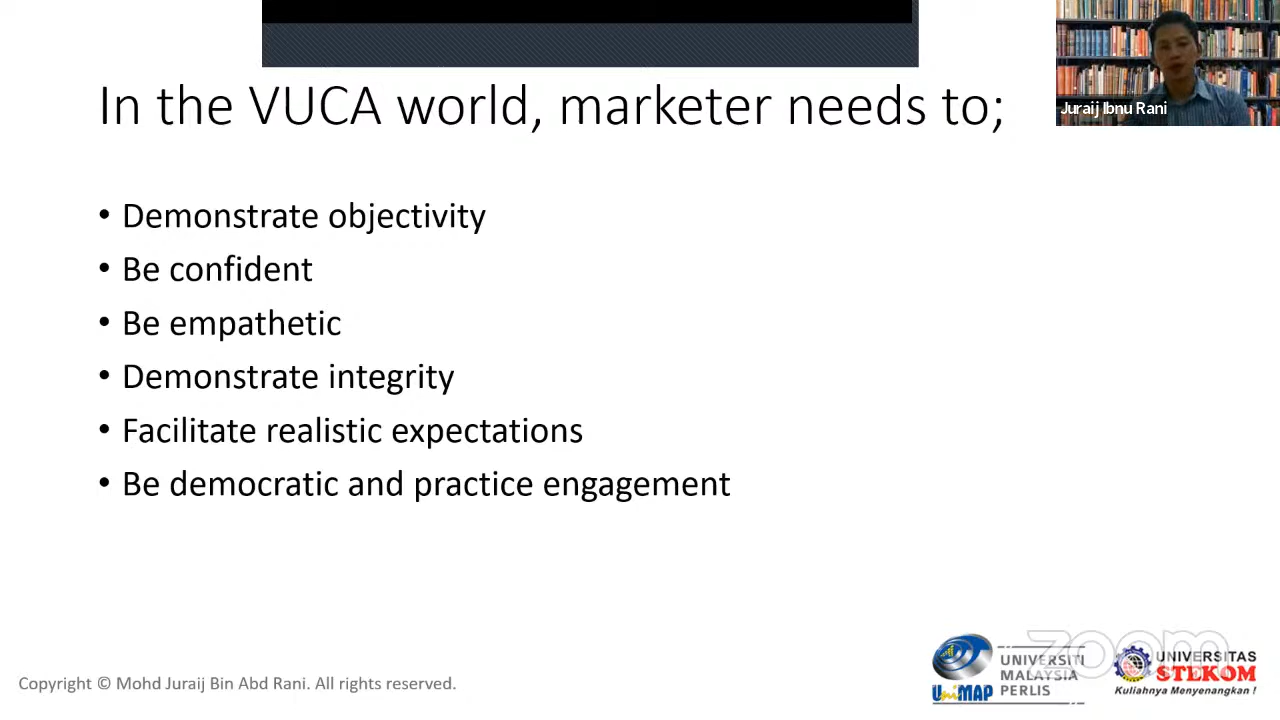 In the VUCA world, marketer needs to;
Juraij Ibnu Rani
• Demonstrate objectivity
• Be confident
• Be empathetic
• Demonstrate integrity
• Facilitate realistic expectations
• Be democratic and practice engagement
Copyright © Mohd Juraij Bin Abd Rani. All rights reserved.
UniMAP
UNIVERSITI
MALAYSIA
PERLIS
zoom
UNIVERSITAS
STEKOM
Kuliahnya Menyenangkan !